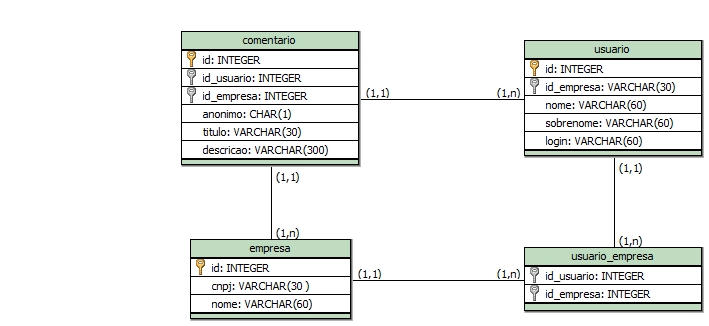 comentario
id: INTEGER
id_usuario: INTEGER
id_empresa: INTEGER
anonimo: CHAR(1)
titulo: VARCHAR(30)
descricao: VARCHAR(300)
(1,1)
(1,n)
usuario
id: INTEGER
id_empresa: VARCHAR(30)
nome: VARCHAR(60)
sobrenome: VARCHAR(60)
login: VARCHAR(60)
(1,1)
(1,n)
(1,1)
(1,n)
empresa
id: INTEGER
cnpj: VARCHAR(30 )
nome: VARCHAR(60)
(1,1)
(1,n)
usuario_empresa
id_usuario: INTEGER
id_empresa: INTEGER